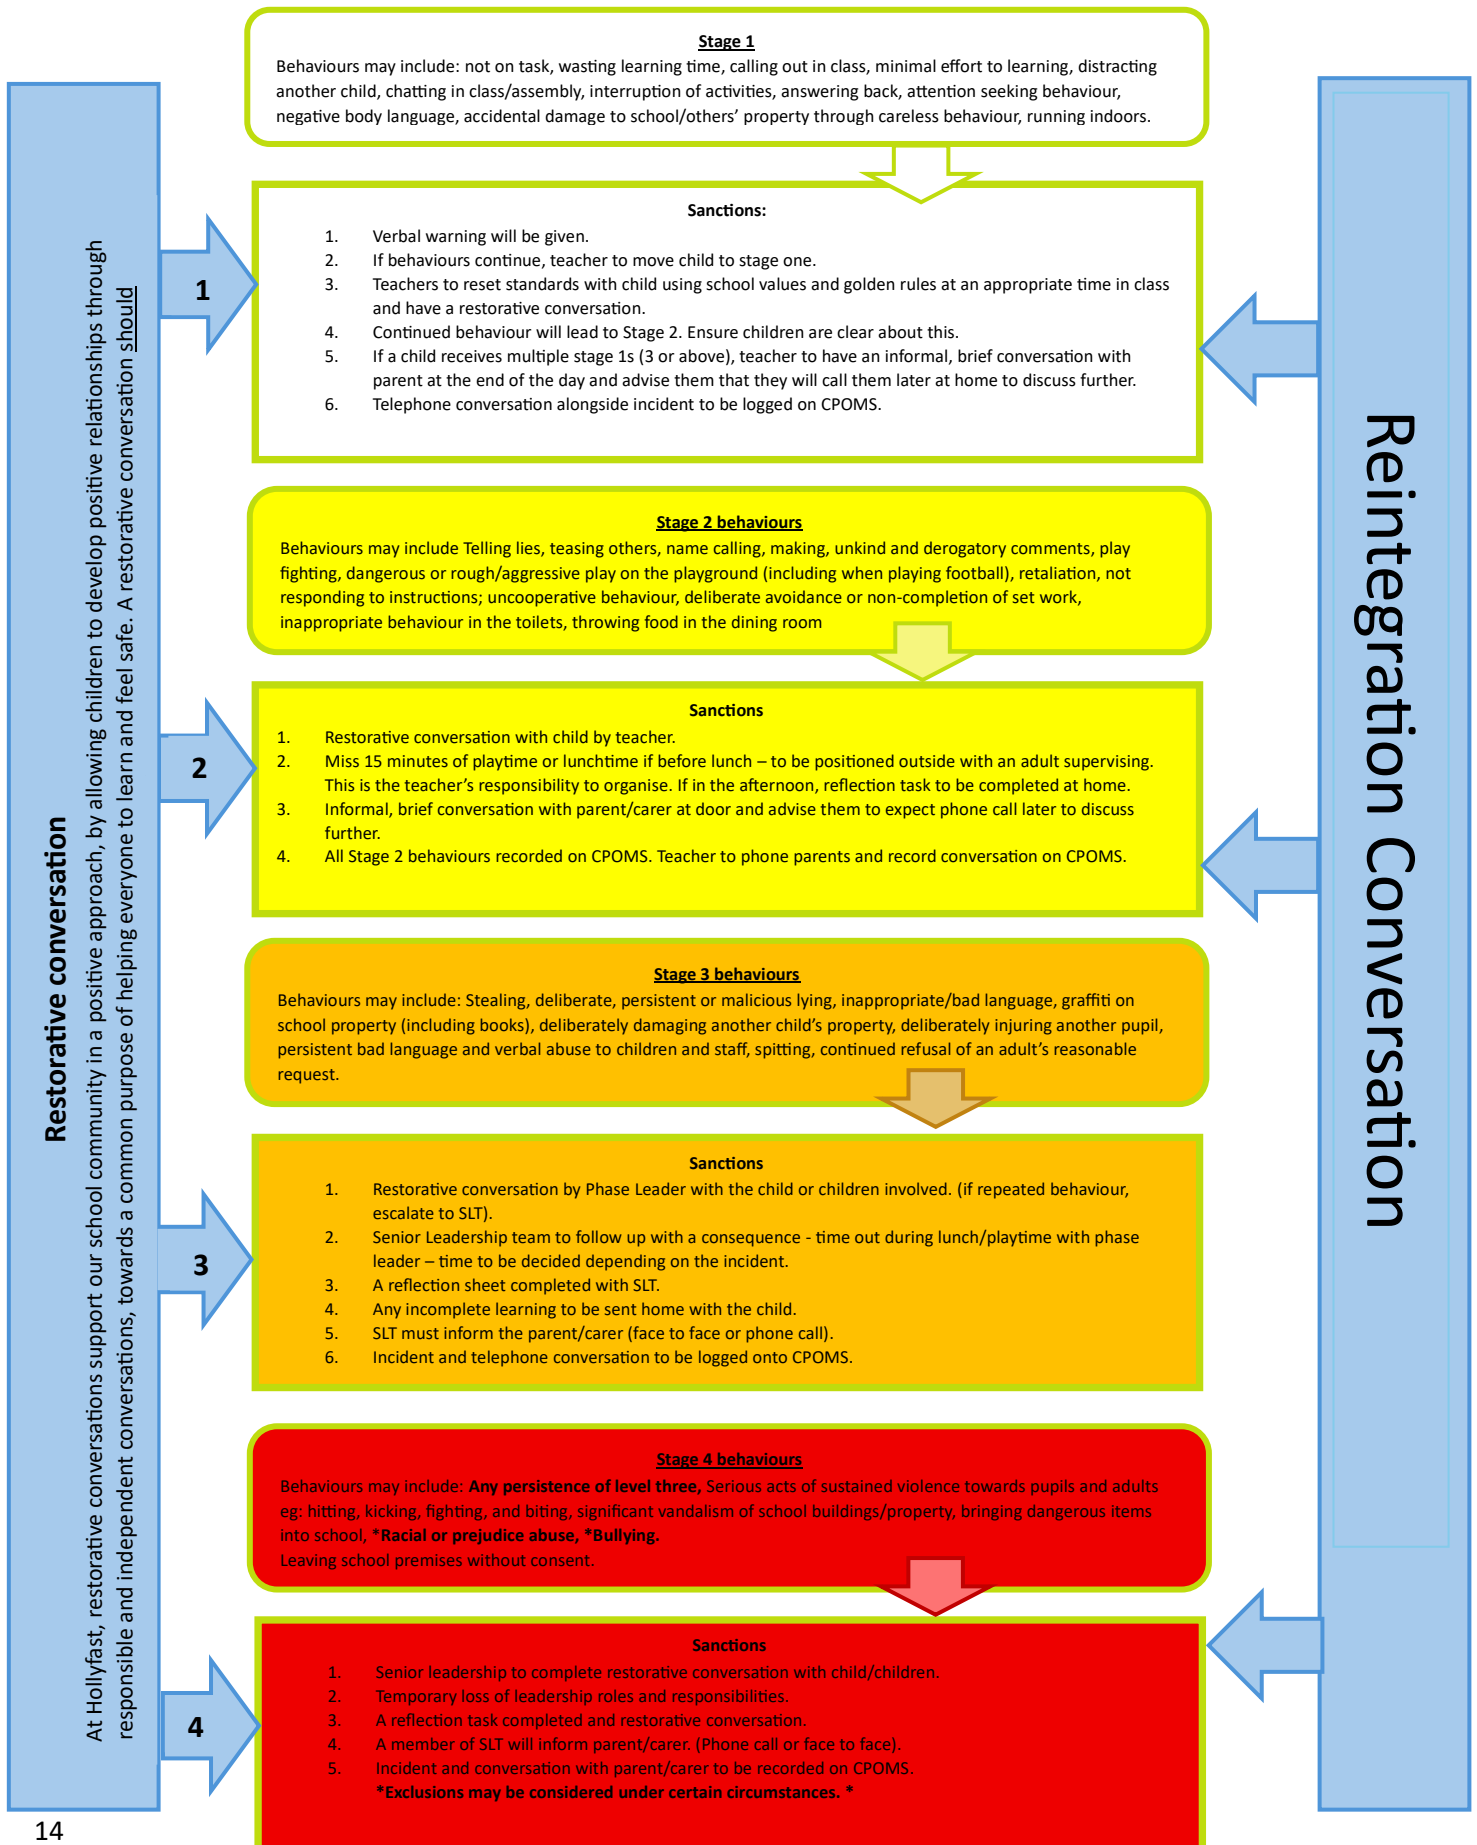 Stage 1
Behaviours may include: not on task, wasting learning time, calling out in class, minimal effort to learning, distracting
another child, chatting in class/assembly, interruption of activities, answering back, attention seeking behaviour,
negative body language, accidental damage to school/others’ property through careless behaviour, running indoors.
Restorative conversation
At Hollyfast, restorative conversations support our school community in a positive approach, by allowing children to develop positive relationships through
responsible and independent conversations, towards a common purpose of helping everyone to learn and feel safe. A restorative conversation should
1
Sanctions:
1. Verbal warning will be given.
2. If behaviours continue, teacher to move child to stage one.
3. Teachers to reset standards with child using school values and golden rules at an appropriate time in class
and have a restorative conversation.
4. Continued behaviour will lead to Stage 2. Ensure children are clear about this.
5. If a child receives multiple stage 1s (3 or above), teacher to have an informal, brief conversation with
parent at the end of the day and advise them that they will call them later at home to discuss further.
6. Telephone conversation alongside incident to be logged on CPOMS.
Reintegration Conversation
Stage 2 behaviours
Behaviours may include Telling lies, teasing others, name calling, making, unkind and derogatory comments, play
fighting, dangerous or rough/aggressive play on the playground (including when playing football), retaliation, not
responding to instructions; uncooperative behaviour, deliberate avoidance or non-completion of set work,
inappropriate behaviour in the toilets, throwing food in the dining room
2
Sanctions
1. Restorative conversation with child by teacher.
2. Miss 15 minutes of playtime or lunchtime if before lunch – to be positioned outside with an adult supervising.
This is the teacher’s responsibility to organise. If in the afternoon, reflection task to be completed at home.
3. Informal, brief conversation with parent/carer at door and advise them to expect phone call later to discuss
further.
4. All Stage 2 behaviours recorded on CPOMS. Teacher to phone parents and record conversation on CPOMS.
Stage 3 behaviours
Behaviours may include: Stealing, deliberate, persistent or malicious lying, inappropriate/bad language, graffiti on
school property (including books), deliberately damaging another child’s property, deliberately injuring another pupil,
persistent bad language and verbal abuse to children and staff, spitting, continued refusal of an adult’s reasonable
request.
3
Sanctions
1. Restorative conversation by Phase Leader with the child or children involved. (if repeated behaviour,
escalate to SLT).
2. Senior Leadership team to follow up with a consequence - time out during lunch/playtime with phase
leader – time to be decided depending on the incident.
3. A reflection sheet completed with SLT.
4. Any incomplete learning to be sent home with the child.
5. SLT must inform the parent/carer (face to face or phone call).
6. Incident and telephone conversation to be logged onto CPOMS.
Stage 4 behaviours
Behaviours may include: Any persistence of level three, Serious acts of sustained violence towards pupils and adults
eg: hitting, kicking, fighting, and biting, significant vandalism of school buildings/property, bringing dangerous items
into school, *Racial or prejudice abuse, *Bullying.
Leaving school premises without consent.
4
Sanctions
1. Senior leadership to complete restorative conversation with child/children.
2. Temporary loss of leadership roles and responsibilities.
3. A reflection task completed and restorative conversation.
4. A member of SLT will inform parent/carer. (Phone call or face to face).
5. Incident and conversation with parent/carer to be recorded on CPOMS.
*Exclusions may be considered under certain circumstances. *
14